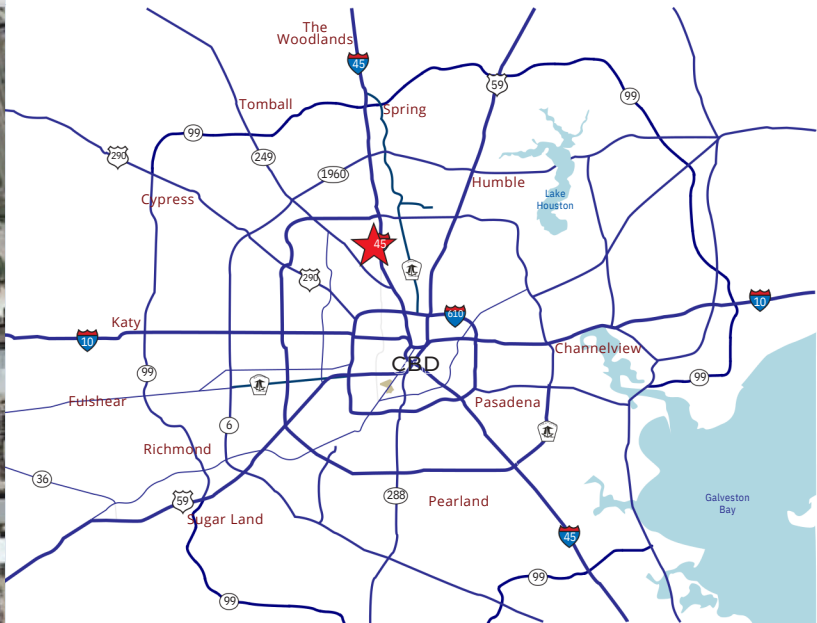 The
Woodlands
45
59
99
Tomball
Spring
99
249
290
1960
Humble
Cypress
Lake
Houston
45
290
10
610
Katy
10
Channelview
CBD
99
99
Fulshear
Pasadena
6
Richmond
36
288
59
Pearland
Galveston
Bay
Sugar Land
45
99
99